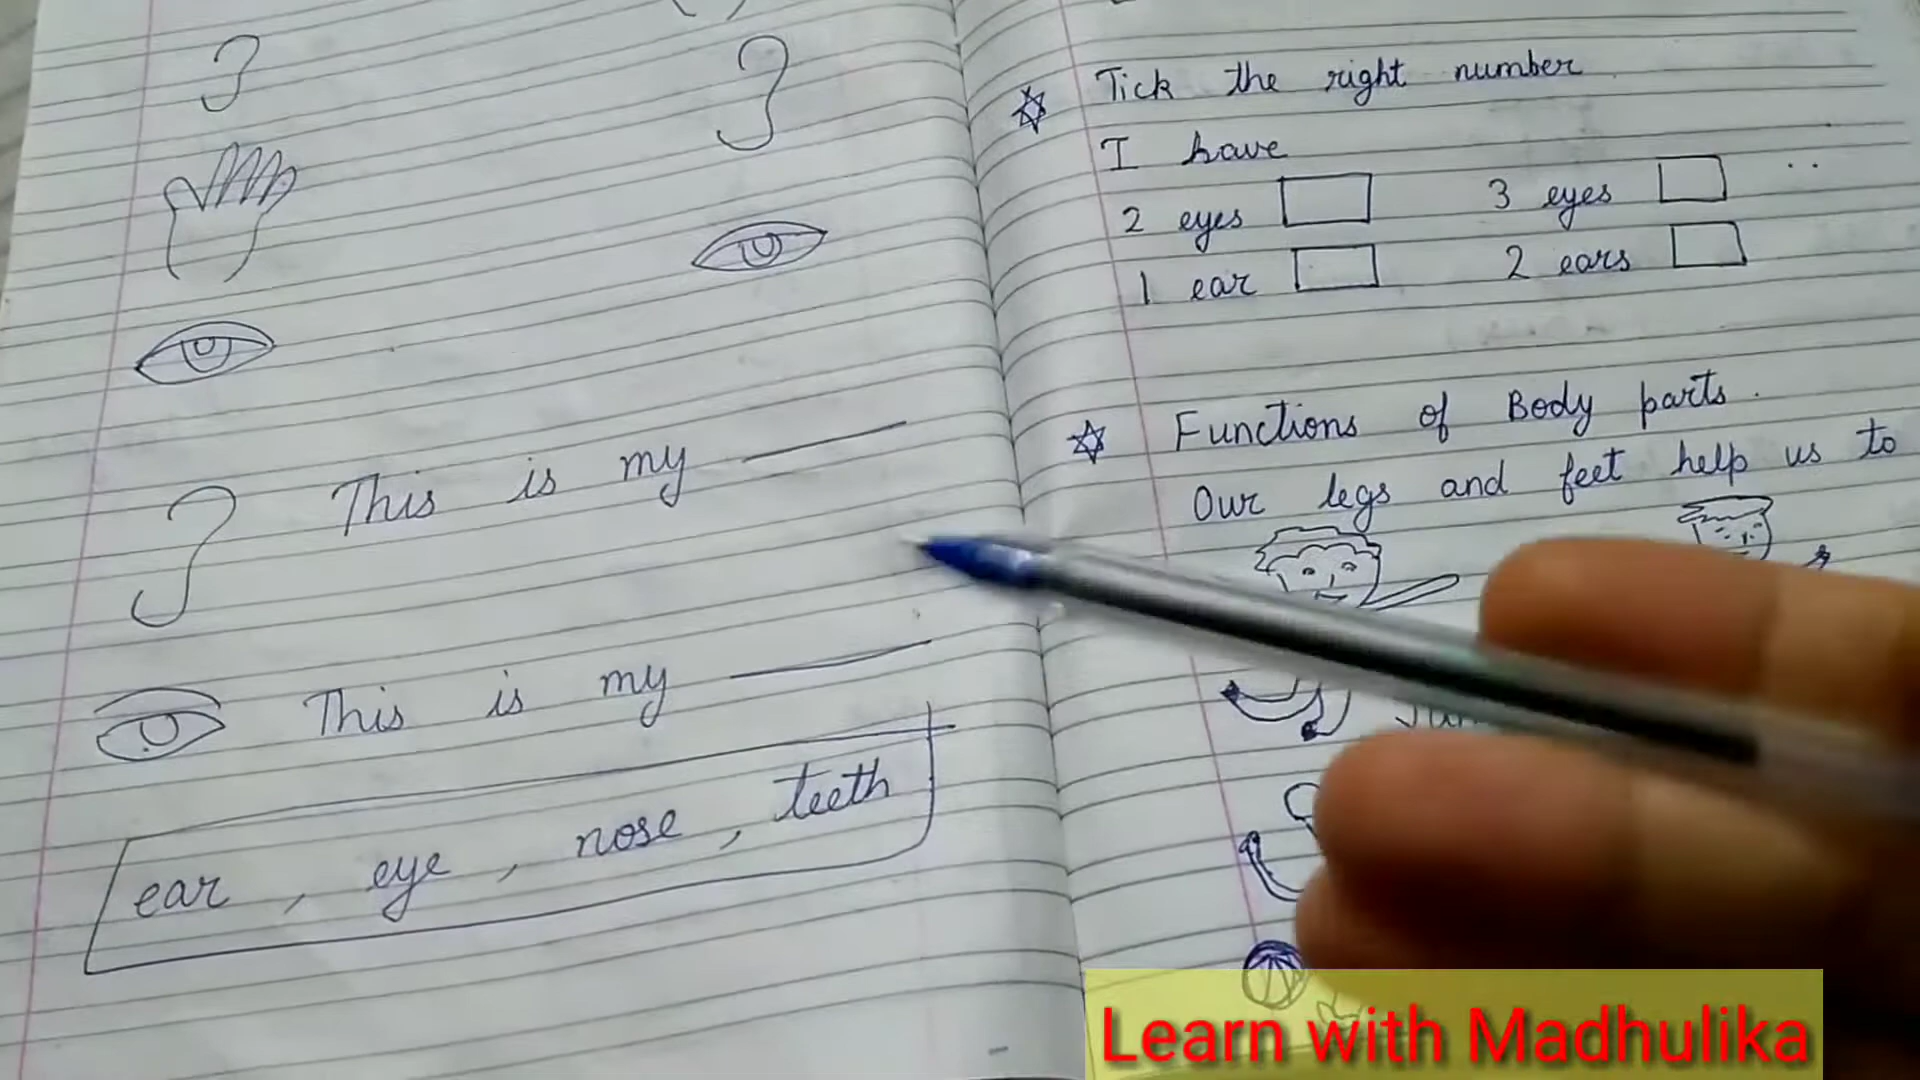 This is my
This is my
ear , eye , nose , teeth
Tick the right number
I have
2 eyes 3 eyes
1 ear 2 ears
Functions of Body parts.
Our legs and feet help us to
Learn with Madhulika